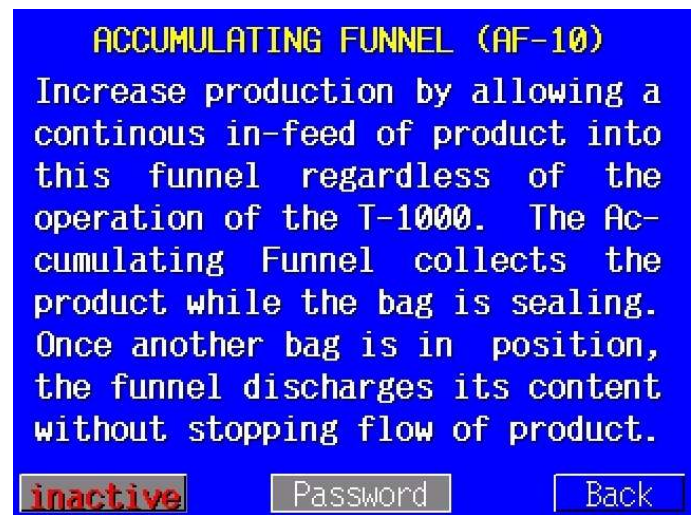 ACCUMULATING FUNNEL (AF-10)
Increase production by allowing a
continous in-feed of product into
this funnel regardless of the
operation of the T-1000. The Ac-
cumulating Funnel collects the
product while the bag is sealing.
Once another bag is in position,
the funnel discharges its content
without stopping flow of product.
inactive Password Back